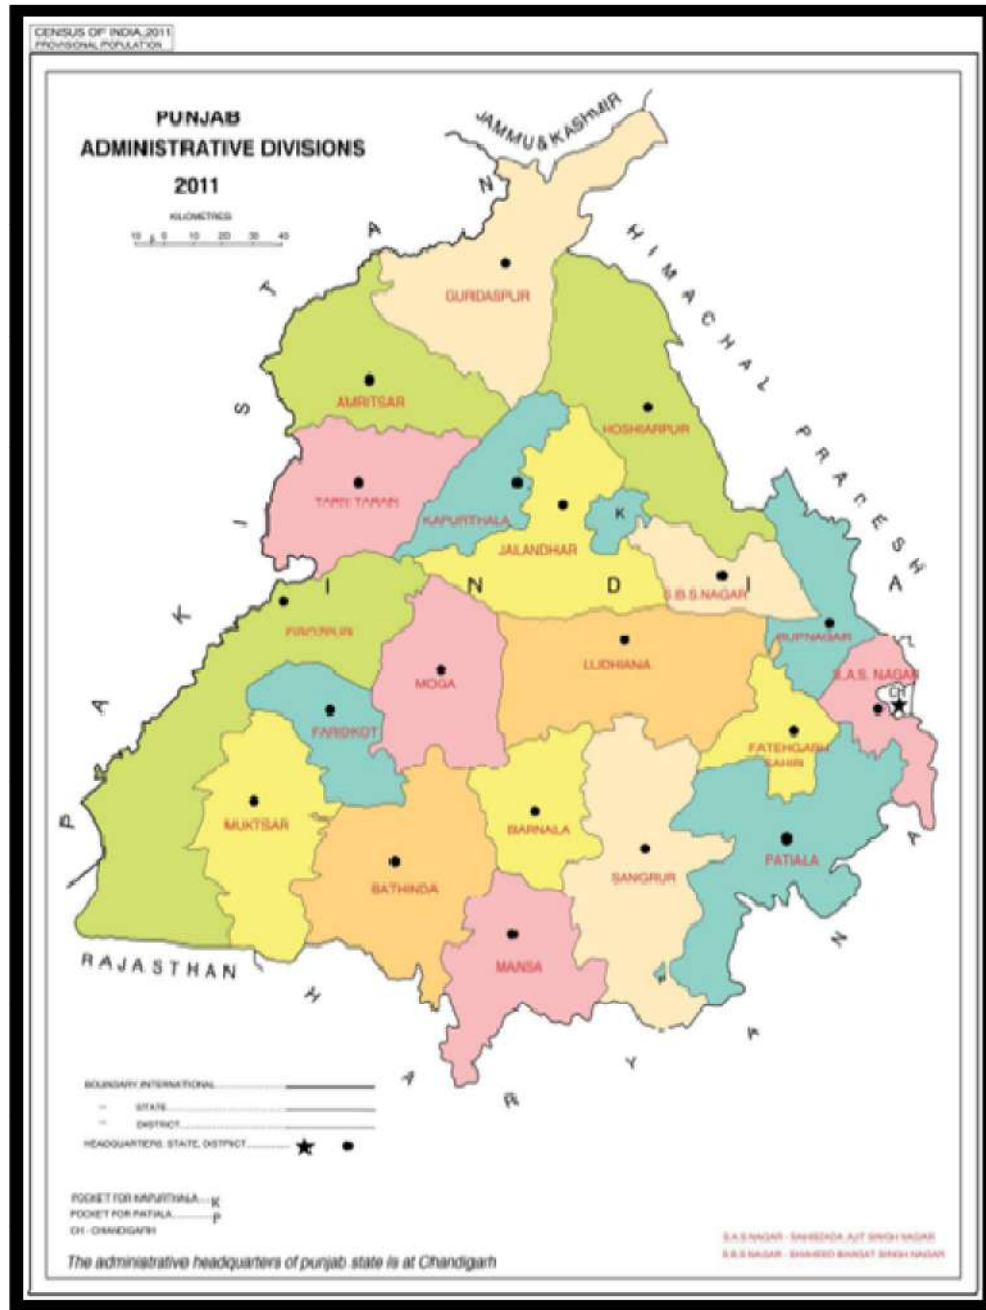 CENSUS OF INDIA, 2011
PROVISIONAL POPULATION
PUNJAB
ADMINISTRATIVE DIVISIONS
2011
KILOMETRES
10 5 0 10 20 30 40
JAMMU & KASHMIR
HIMACHAL PRADESH
PAKISTAN
GURDASPUR
AMRITSAR
HOSHIARPUR
TARN TARAN
KAPURTHALA
K
JAILANDHAR
INDIA
S.B.S.NAGAR
RUPNAGAR
LUDHIANA
MOGA
S.A.S. NAGAR
CH
FARIDKOT
FATEHGARH
SAHIB
MUKTSAR
BARNALA
PATIALA
BATHINDA
SANGRUR
MANSA
P
RAJASTHAN
HARYANA
BOUNDARY, INTERNATIONAL
" STATE
" DISTRICT
HEADQUARTERS: STATE, DISTRICT
POCKET FOR KAPURTHALA.... K
POCKET FOR PATIALA........... P
CH - CHANDIGARH
S.A.S NAGAR - SAHIBZADA AJIT SINGH NAGAR
S.B.S NAGAR - SHAHEED BHAGAT SINGH NAGAR
The administrative headquarters of punjab state is at Chandigarh